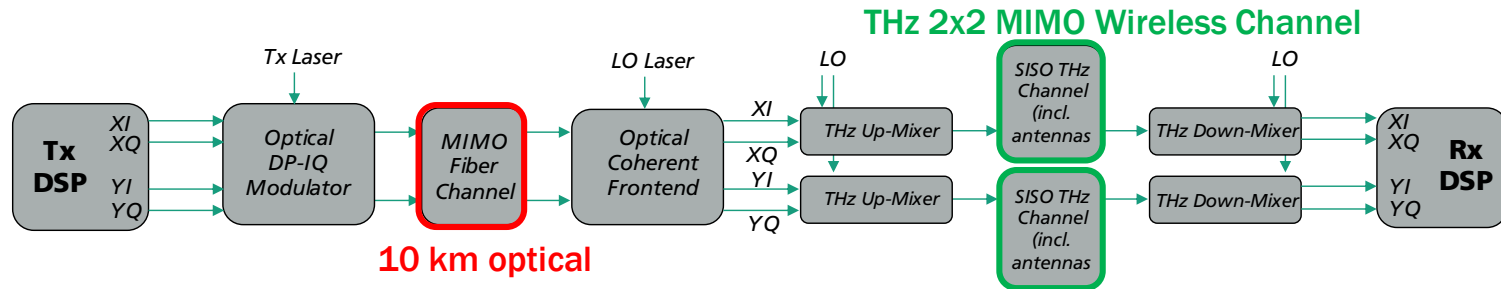 THz 2x2 MIMO Wireless Channel
Tx Laser
LO Laser
LO
LO
Tx
DSP
XI
XQ
YI
YQ
Optical
DP-IQ
Modulator
MIMO
Fiber
Channel
Optical
Coherent
Frontend
XI
XQ
YI
YQ
THz Up-Mixer
THz Up-Mixer
SISO THz
Channel
(incl.
antennas
SISO THz
Channel
(incl.
antennas
THz Down-Mixer
THz Down-Mixer
XI
XQ
YI
YQ
Rx
DSP
10 km optical